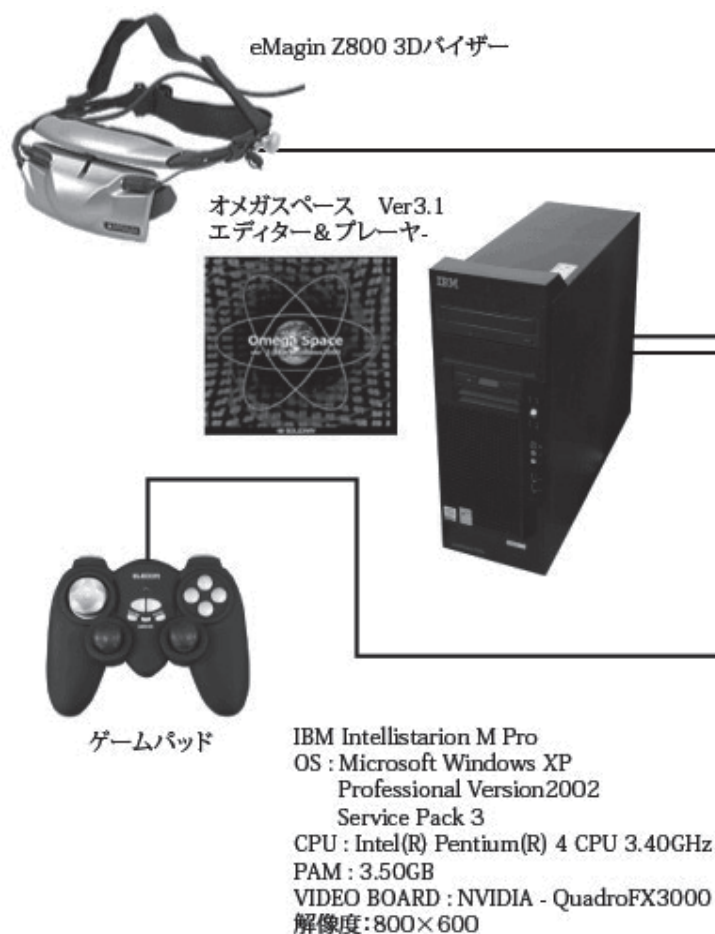 eMagin Z800 3Dバイザー
オメガスペース　Ver3.1
エディター＆プレーヤ-
Omega Space
IBM
ELECOM
ゲームパッド
IBM Intellistarion M Pro
OS : Microsoft Windows XP
Professional Version2002
Service Pack 3
CPU : Intel(R) Pentium(R) 4 CPU 3.40GHz
PAM : 3.50GB
VIDEO BOARD : NVIDIA - QuadroFX3000
解像度：800×600